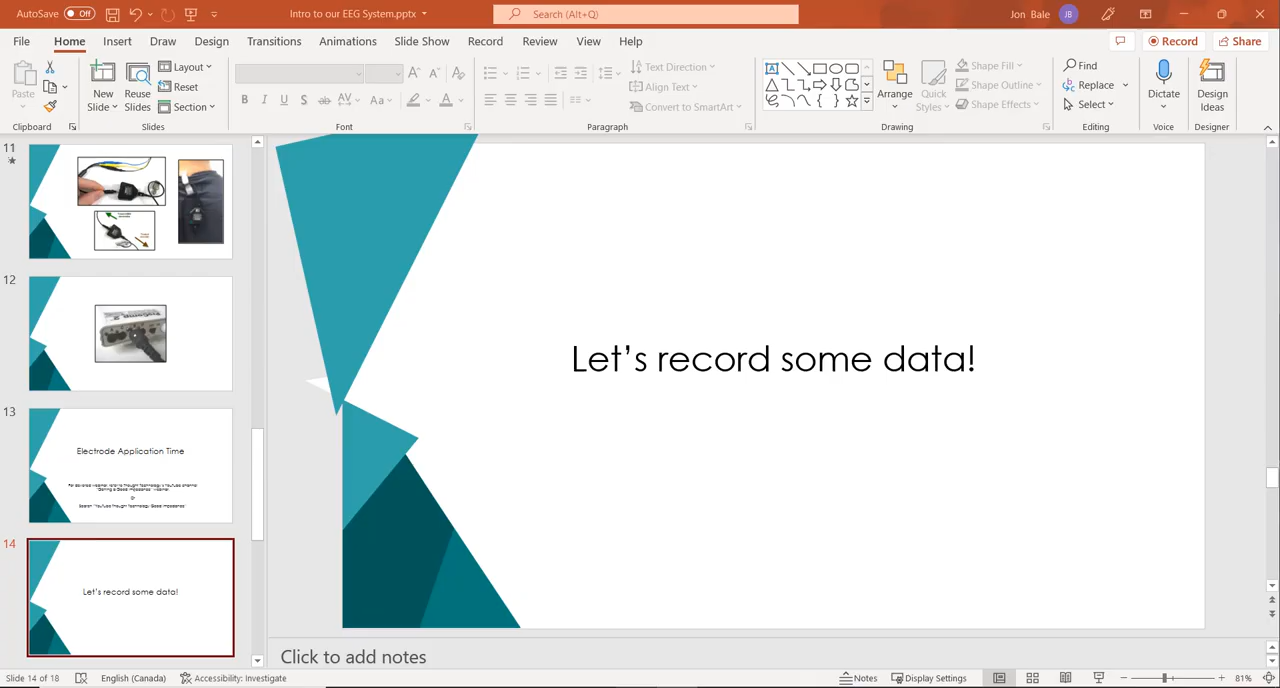 AutoSave Off Intro to our EEG System.pptx Search (Alt+Q) Jon Bale JB
File Home Insert Draw Design Transitions Animations Slide Show Record Review View Help Record Share
Paste New Slide Reuse Slides Layout Reset Section Text Direction Align Text Convert to SmartArt Arrange Quick Styles Shape Fill Shape Outline Shape Effects Find Replace Select Dictate Design Ideas
Clipboard Slides Font Paragraph Drawing Editing Voice Designer
11
12
13
Electrode Application Time
14
Let's record some data!
Let's record some data!
Click to add notes
Slide 14 of 18 English (Canada) Accessibility: Investigate Notes Display Settings 81%